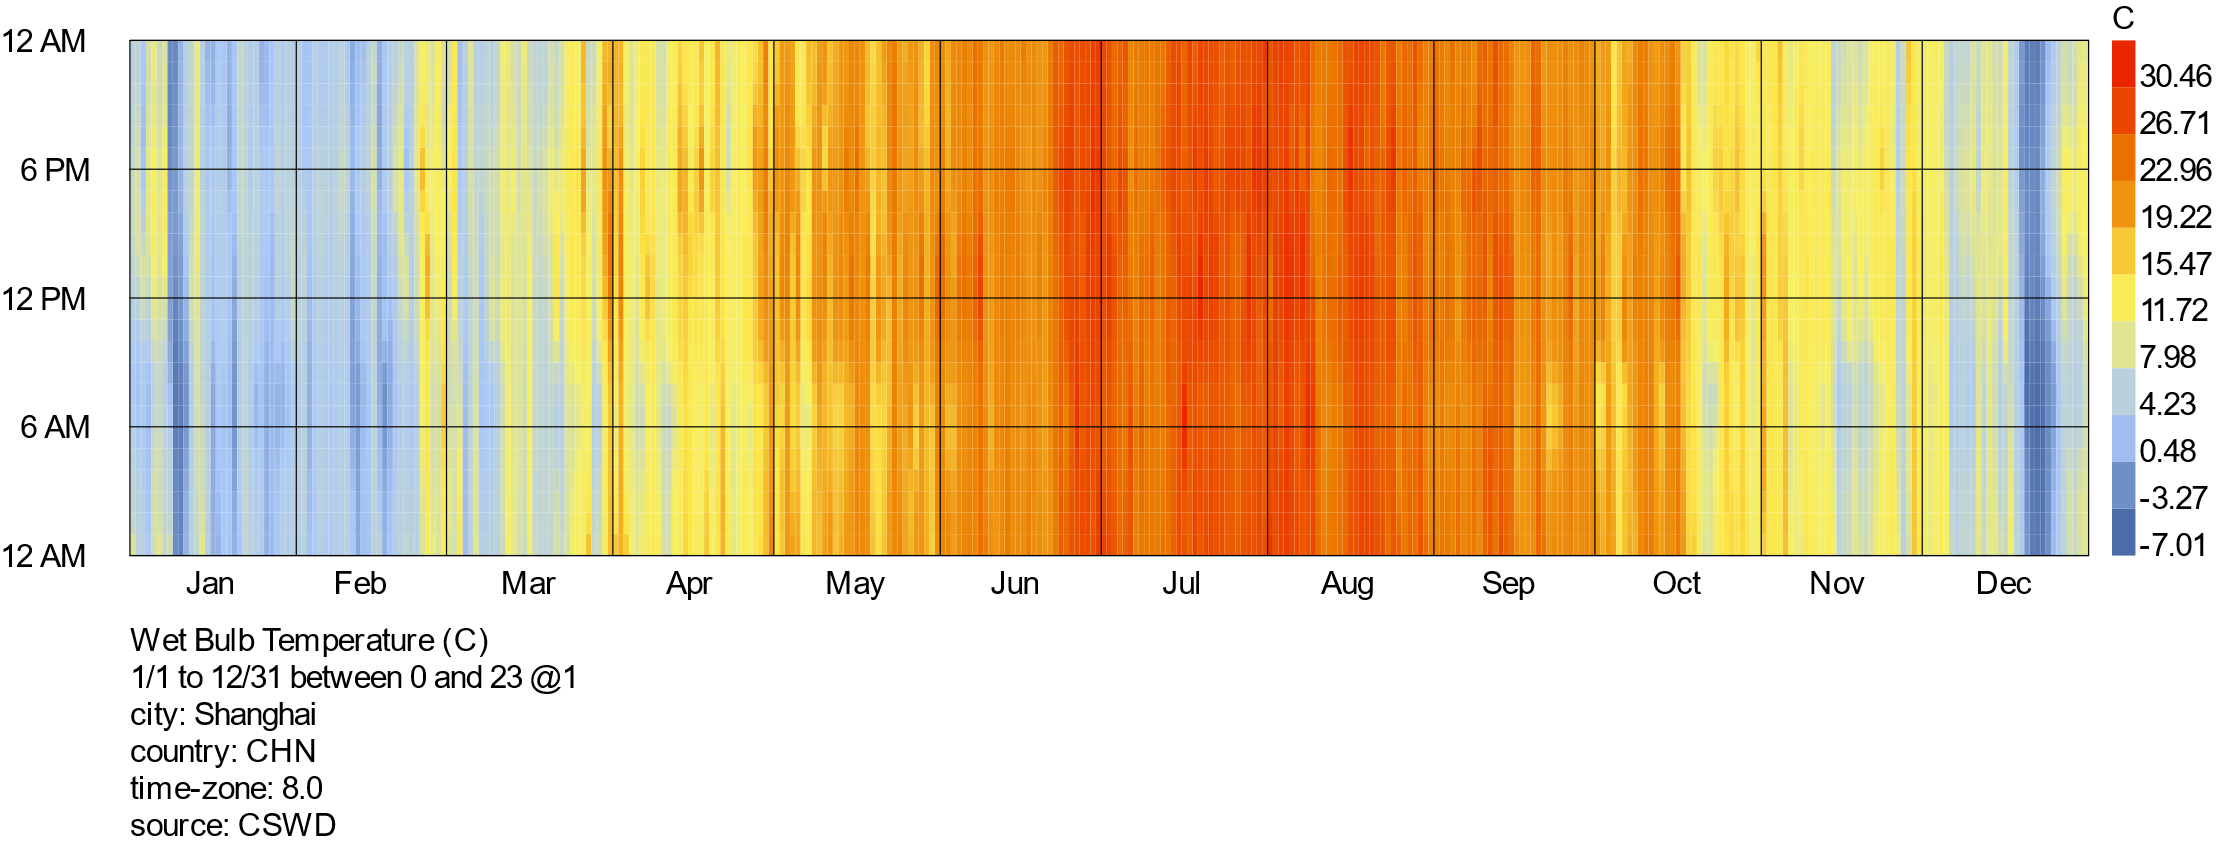 C
12 AM
6 PM
12 PM
6 AM
12 AM
30.46
26.71
22.96
19.22
15.47
11.72
7.98
4.23
0.48
-3.27
-7.01
Jan Feb Mar Apr May Jun Jul Aug Sep Oct Nov Dec
Wet Bulb Temperature (C)
1/1 to 12/31 between 0 and 23 @1
city: Shanghai
country: CHN
time-zone: 8.0
source: CSWD